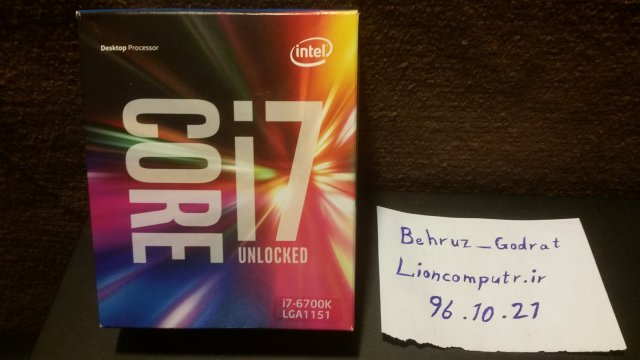 Desktop Processor
intel
CORE i7
UNLOCKED
i7-6700K
LGA1151
Behruz_Godrat
Lioncomputr.ir
96.10.21